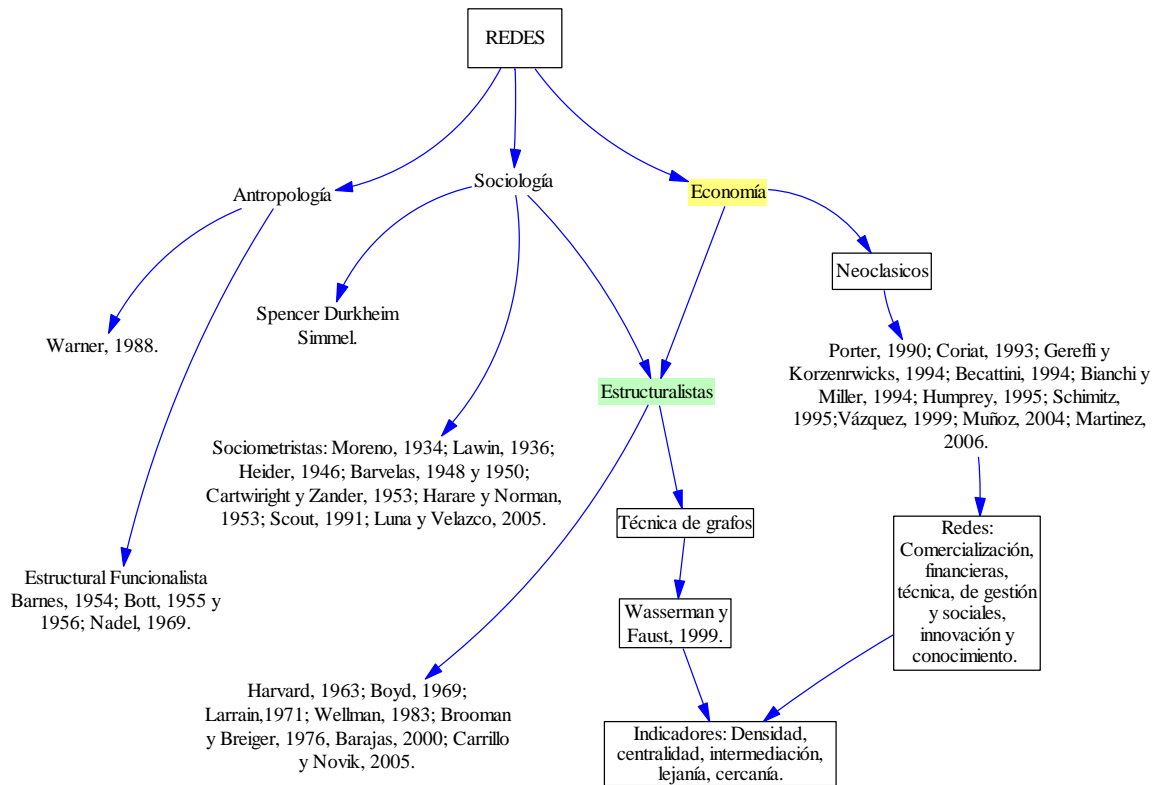 REDES
Antropología
Sociología
Economía
Neoclasicos
Warner, 1988.
Spencer Durkheim
Simmel.
Porter, 1990; Coriat, 1993; Gereffi y
Korzenrwicks, 1994; Becattini, 1994; Bianchi y
Miller, 1994; Humprey, 1995; Schimitz,
1995;Vázquez, 1999; Muñoz, 2004; Martinez,
2006.
Estructuralistas
Sociometristas: Moreno, 1934; Lawin, 1936;
Heider, 1946; Barvelas, 1948 y 1950;
Cartwiright y Zander, 1953; Harare y Norman,
1953; Scout, 1991; Luna y Velazco, 2005.
Técnica de grafos
Redes:
Comercialización,
financieras,
técnica, de gestión
y sociales,
innovación y
conocimiento.
Estructural Funcionalista
Barnes, 1954; Bott, 1955 y
1956; Nadel, 1969.
Wasserman y
Faust, 1999.
Harvard, 1963; Boyd, 1969;
Larrain,1971; Wellman, 1983; Brooman
y Breiger, 1976, Barajas, 2000; Carrillo
y Novik, 2005.
Indicadores: Densidad,
centralidad, intermediación,
lejanía, cercanía.